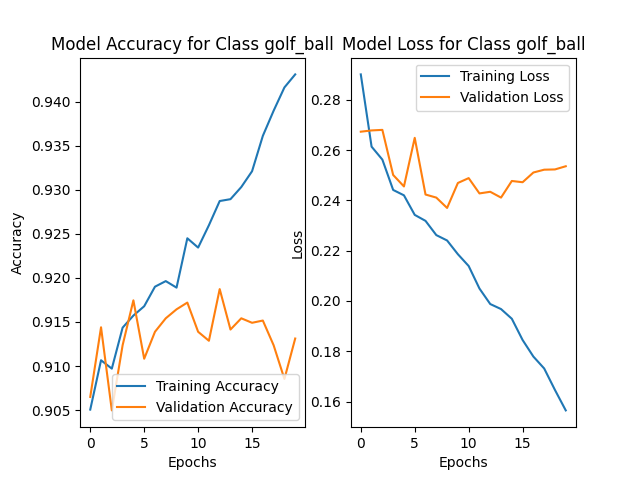 Model Accuracy for Class golf_ball
0.940
0.935
0.930
0.925
0.920
0.915
0.910
0.905
Accuracy
Training Accuracy
Validation Accuracy
0 5 10 15
Epochs
Model Loss for Class golf_ball
Training Loss
Validation Loss
0.28
0.26
0.24
0.22
0.20
0.18
0.16
Loss
0 5 10 15
Epochs